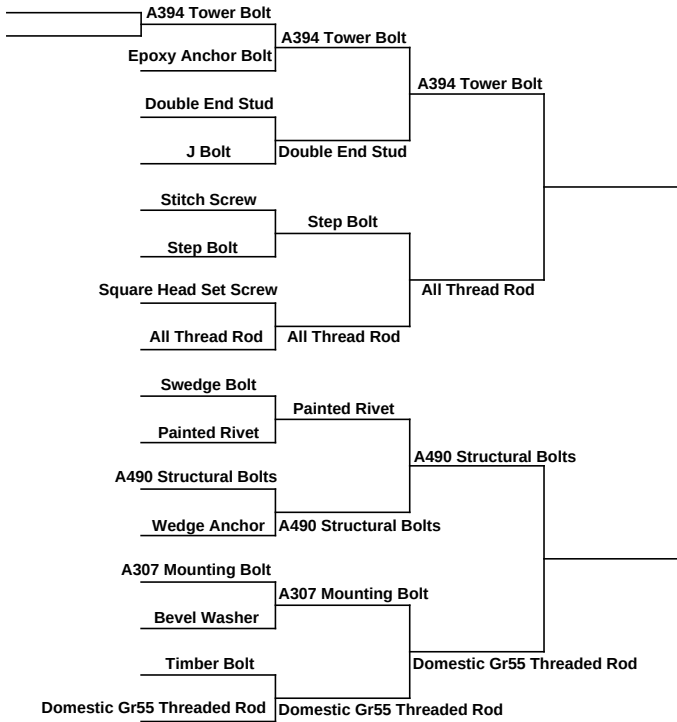 A394 Tower Bolt
A394 Tower Bolt
Epoxy Anchor Bolt
A394 Tower Bolt
Double End Stud
J Bolt
Double End Stud
Stitch Screw
Step Bolt
Step Bolt
Square Head Set Screw
All Thread Rod
All Thread Rod
All Thread Rod
Swedge Bolt
Painted Rivet
Painted Rivet
A490 Structural Bolts
A490 Structural Bolts
Wedge Anchor
A490 Structural Bolts
A307 Mounting Bolt
A307 Mounting Bolt
Bevel Washer
Timber Bolt
Domestic Gr55 Threaded Rod
Domestic Gr55 Threaded Rod
Domestic Gr55 Threaded Rod